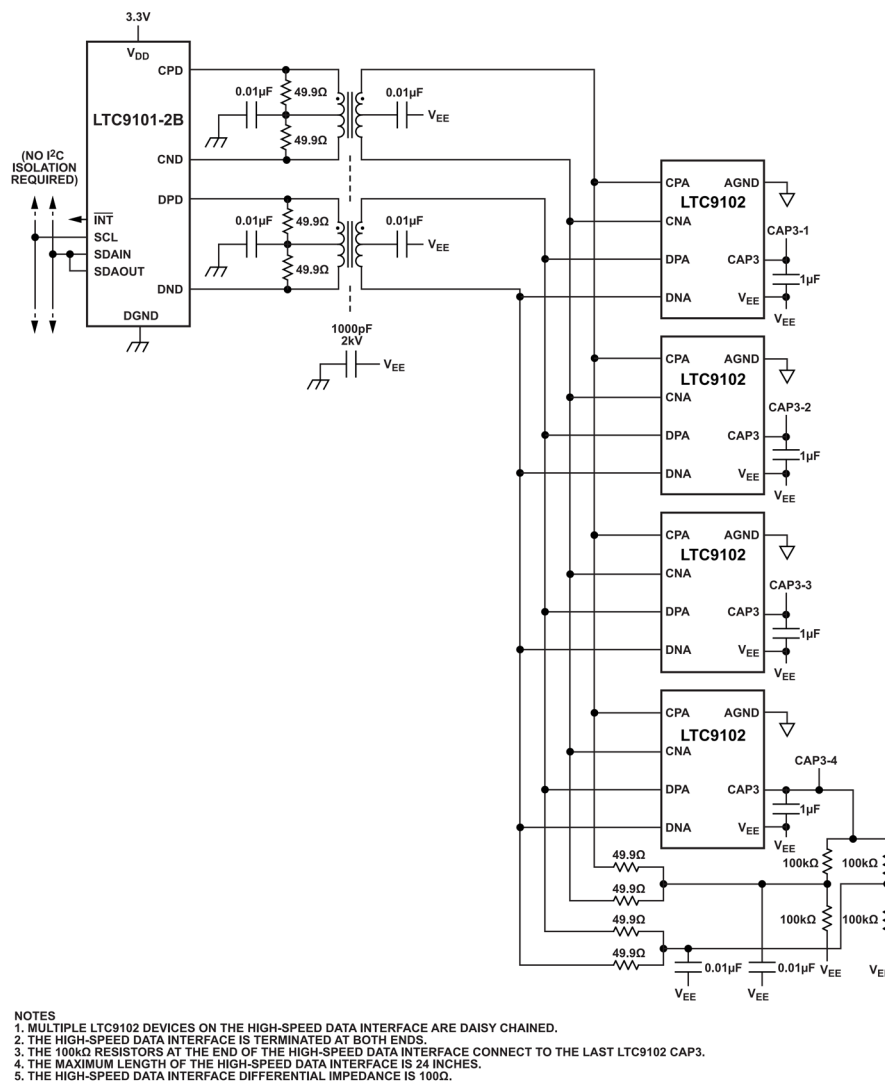 3.3V
VDD
CPD
LTC9101-2B
CND
(NO I2C
ISOLATION
REQUIRED)
DPD
INT
SCL
SDAIN
SDAOUT
DND
DGND
0.01µF
49.9Ω
49.9Ω
0.01µF
VEE
0.01µF
49.9Ω
49.9Ω
0.01µF
VEE
1000pF
2kV
VEE
CPA
AGND
LTC9102
CNA
CAP3-1
DPA
CAP3
1µF
DNA
VEE
VEE
CPA
AGND
LTC9102
CNA
CAP3-2
DPA
CAP3
1µF
DNA
VEE
VEE
CPA
AGND
LTC9102
CNA
CAP3-3
DPA
CAP3
1µF
DNA
VEE
VEE
CPA
AGND
LTC9102
CNA
CAP3-4
DPA
CAP3
1µF
DNA
VEE
VEE
49.9Ω
100kΩ
100kΩ
49.9Ω
49.9Ω
100kΩ
100kΩ
49.9Ω
0.01µF
0.01µF
VEE
VEE
VEE
NOTES
1. MULTIPLE LTC9102 DEVICES ON THE HIGH-SPEED DATA INTERFACE ARE DAISY CHAINED.
2. THE HIGH-SPEED DATA INTERFACE IS TERMINATED AT BOTH ENDS.
3. THE 100kΩ RESISTORS AT THE END OF THE HIGH-SPEED DATA INTERFACE CONNECT TO THE LAST LTC9102 CAP3.
4. THE MAXIMUM LENGTH OF THE HIGH-SPEED DATA INTERFACE IS 24 INCHES.
5. THE HIGH-SPEED DATA INTERFACE DIFFERENTIAL IMPEDANCE IS 100Ω.